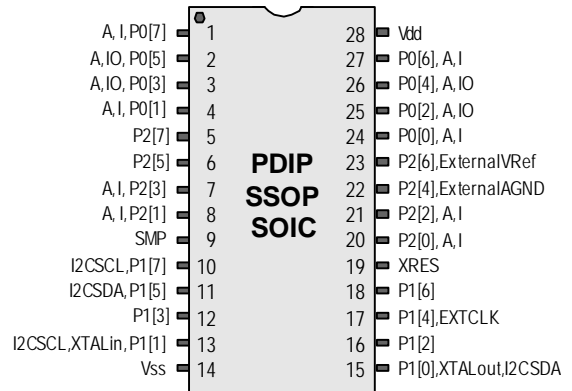 A, I, P0[7] 1 28 Vdd
A, IO, P0[5] 2 27 P0[6], A, I
A, IO, P0[3] 3 26 P0[4], A, IO
A, I, P0[1] 4 25 P0[2], A, IO
P2[7] 5 24 P0[0], A, I
P2[5] 6 PDIP 23 P2[6], ExternalVRef
A, I, P2[3] 7 SSOP 22 P2[4], ExternalAGND
A, I, P2[1] 8 SOIC 21 P2[2], A, I
SMP 9 20 P2[0], A, I
I2CSCL, P1[7] 10 19 XRES
I2CSDA, P1[5] 11 18 P1[6]
P1[3] 12 17 P1[4], EXTCLK
I2CSCL, XTALin, P1[1] 13 16 P1[2]
Vss 14 15 P1[0], XTALout, I2CSDA